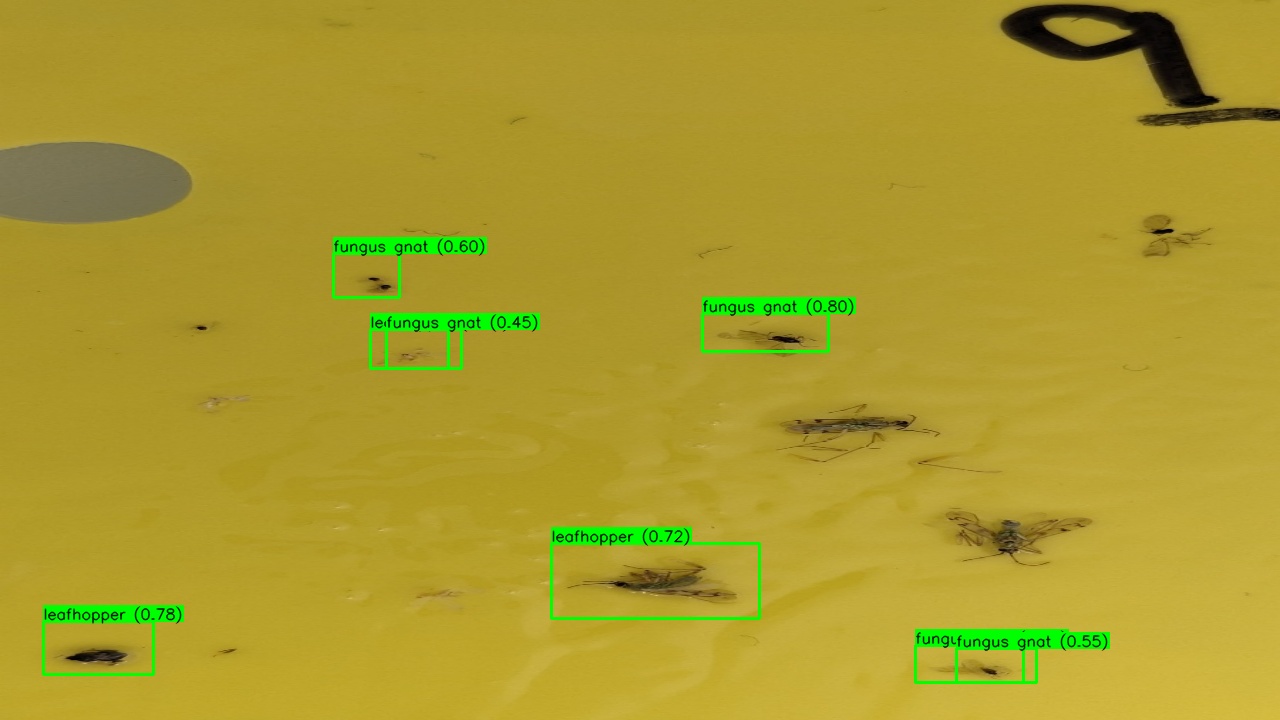 9
fungus gnat (0.60)
fungus gnat (0.80)
fungus gnat (0.45)
leafhopper (0.72)
leafhopper (0.78)
fungus gnat (0.55)